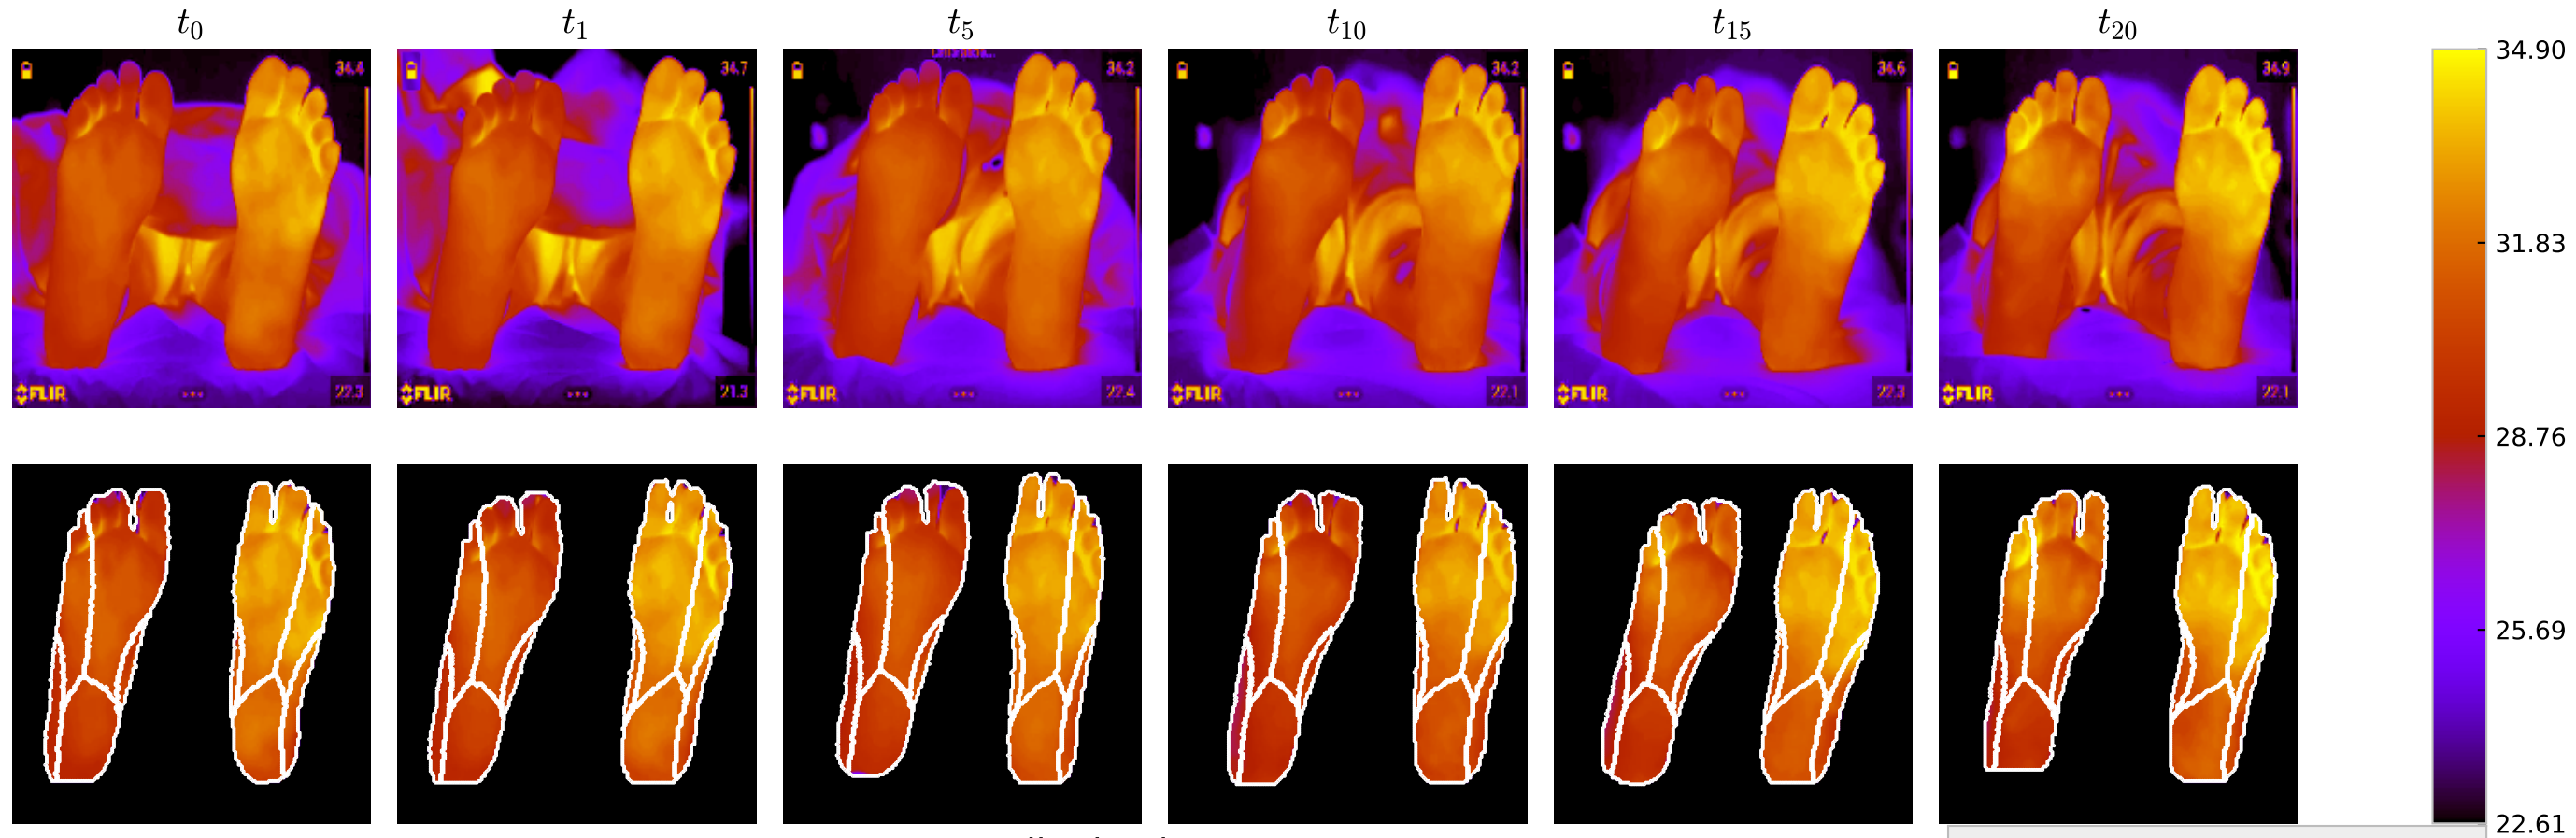 t0 t1 t5 t10 t15 t20
34.4 34.7 34.2 34.2 34.6 34.9
FLIR 22.3 FLIR 21.3 FLIR 22.4 FLIR 22.1 FLIR 22.3 FLIR 22.1
34.90
31.83
28.76
25.69
22.61